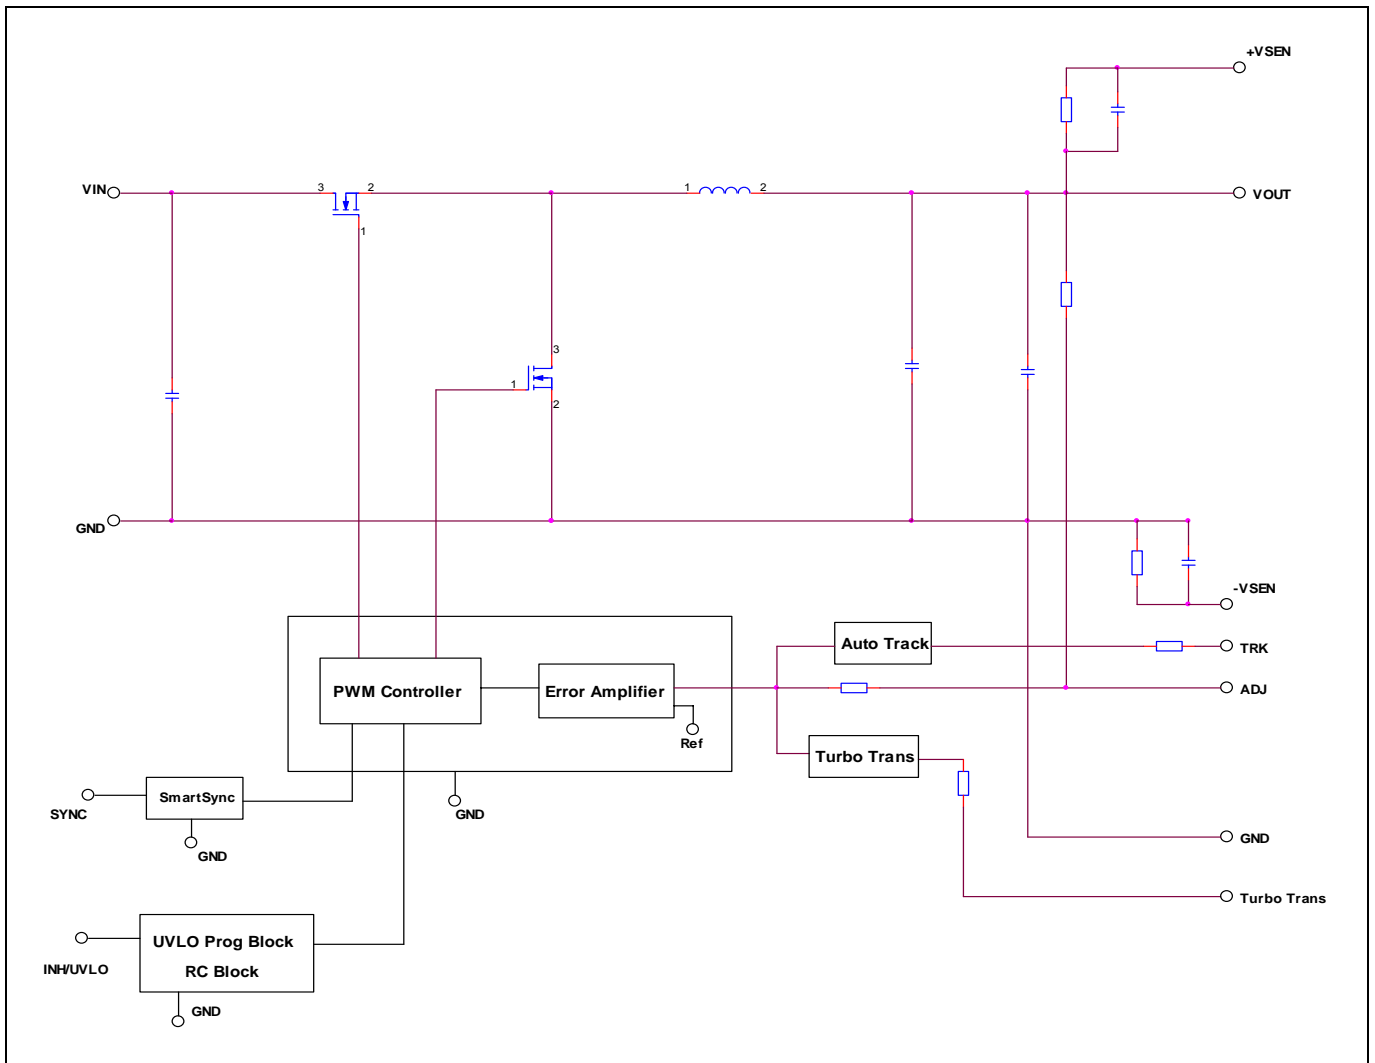 +VSEN
VIN
3
2
1
2
VOUT
1
3
1
2
GND
-VSEN
Auto Track
TRK
PWM Controller
Error Amplifier
ADJ
Ref
Turbo Trans
SmartSync
SYNC
GND
GND
GND
Turbo Trans
UVLO Prog Block
RC Block
INH/UVLO
GND